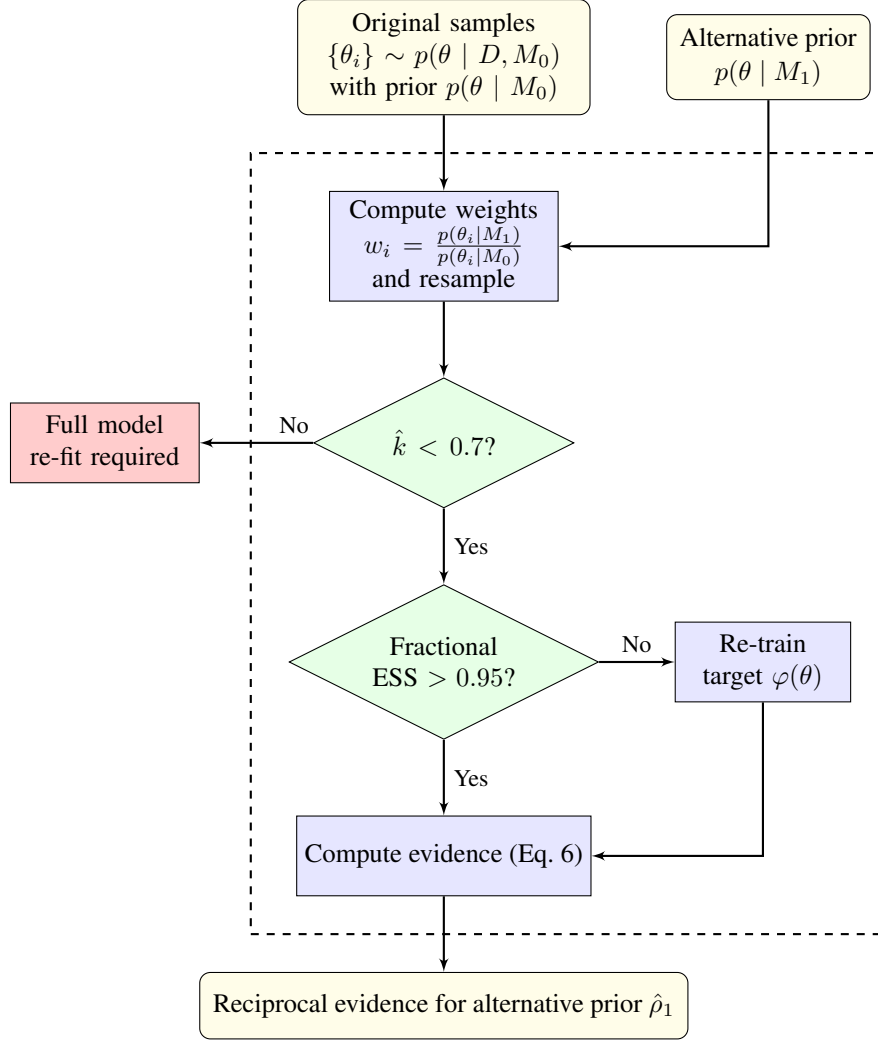 Original samples
{θ_i} ∼ p(θ | D, M_0)
with prior p(θ | M_0)
Alternative prior
p(θ | M_1)
Compute weights
w_i = p(θ_i|M_1) / p(θ_i|M_0)
and resample
k̂ < 0.7?
No
Full model
re-fit required
Yes
Fractional
ESS > 0.95?
No
Re-train
target φ(θ)
Yes
Compute evidence (Eq. 6)
Reciprocal evidence for alternative prior ρ̂_1